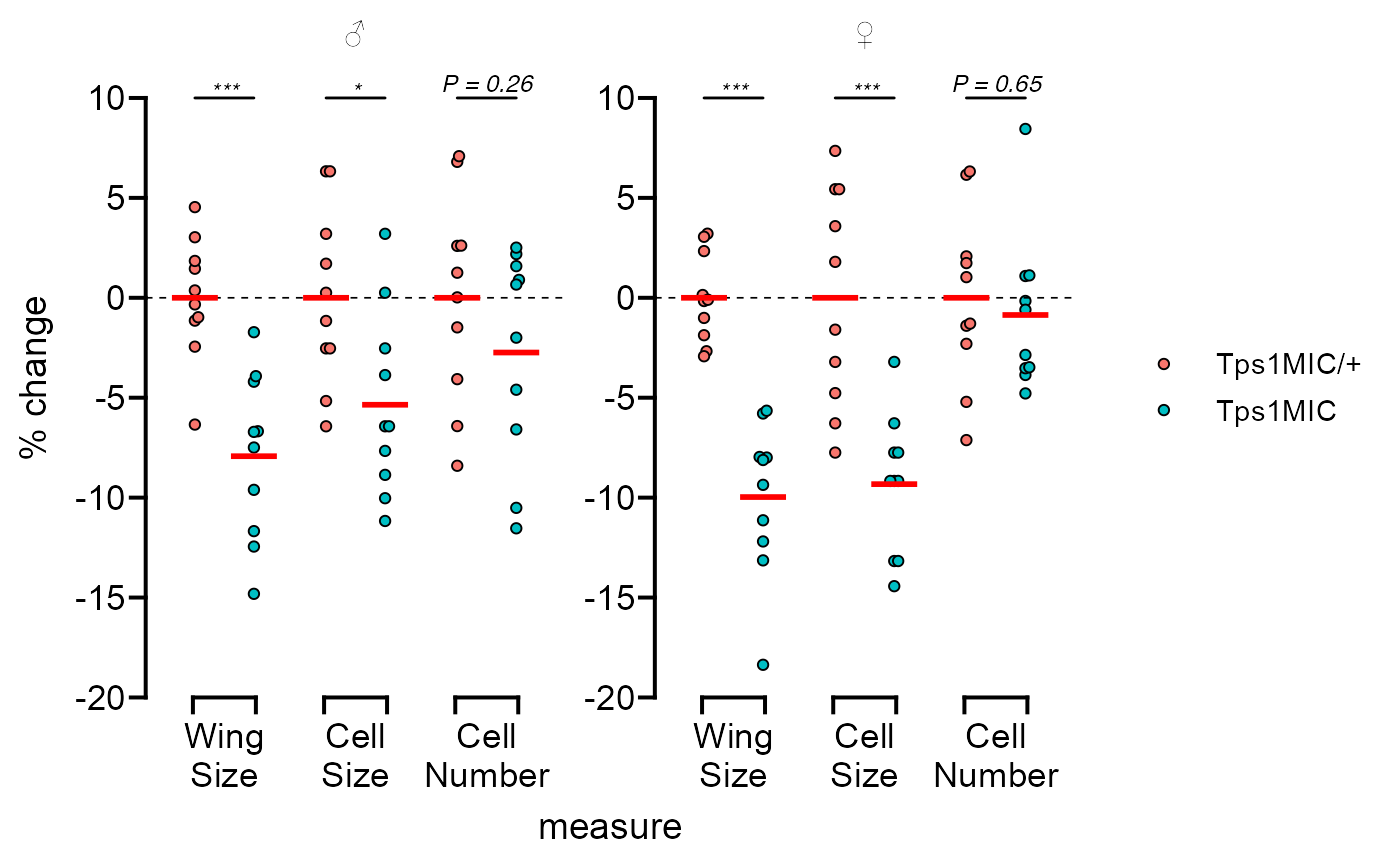 ♂ ♀
*** * P = 0.26 *** *** P = 0.65
10 10
5 5
0 0
-5 -5
-10 -10
-15 -15
-20 -20
% change
Tps1MIC/+
Tps1MIC
Wing Cell Cell Wing Cell Cell
Size Size Number Size Size Number
measure